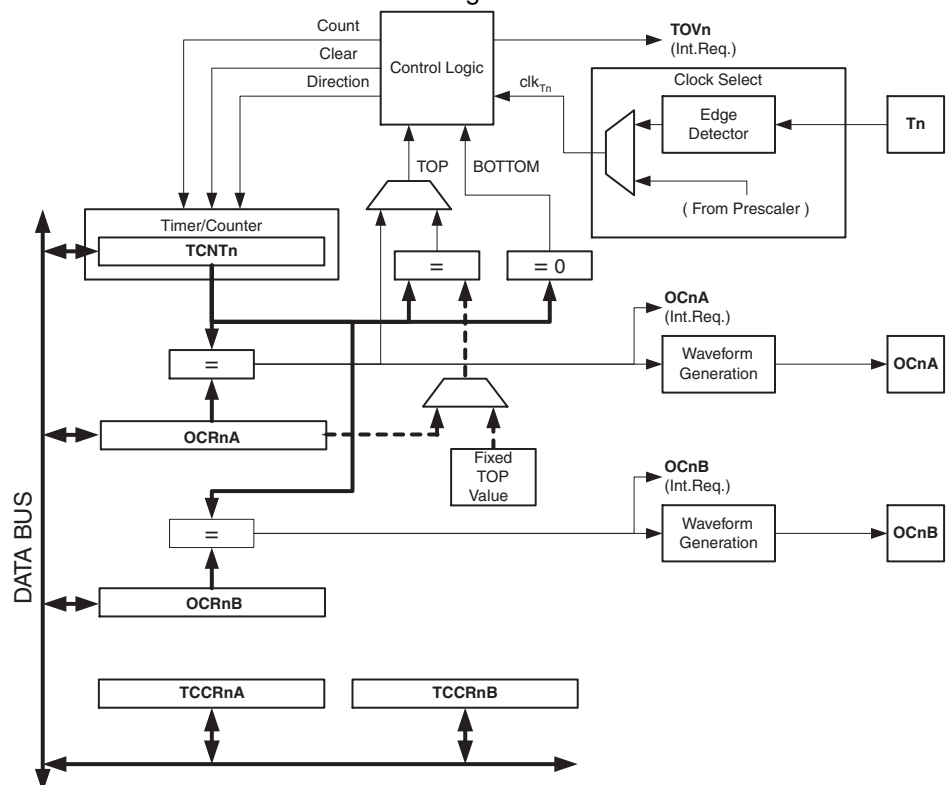 Count
Clear
Direction
Control Logic
TOVn
(Int.Req.)
clkTn
Clock Select
Edge
Detector
Tn
( From Prescaler )
TOP
BOTTOM
Timer/Counter
TCNTn
=
= 0
OCnA
(Int.Req.)
=
Waveform
Generation
OCnA
OCRnA
Fixed
TOP
Value
OCnB
(Int.Req.)
=
Waveform
Generation
OCnB
OCRnB
DATA BUS
TCCRnA
TCCRnB